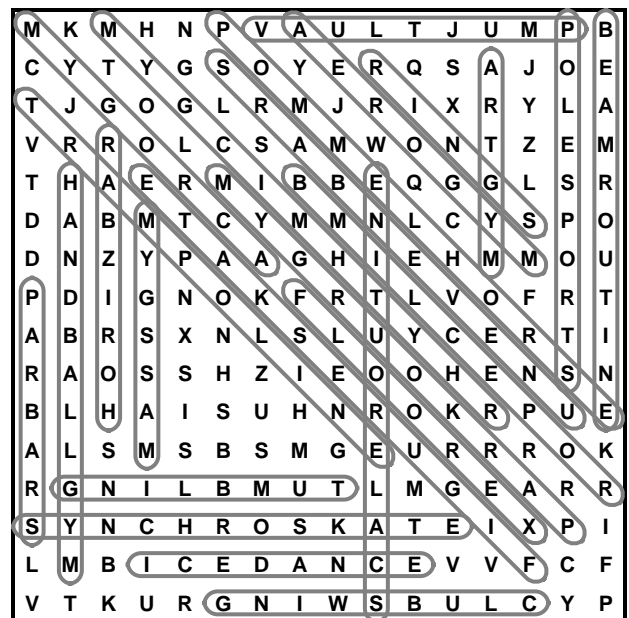 M K M H N P V A U L T J U M P B
C Y T Y G S O Y E R Q S A J O E
T J G O G L R M J R I X R Y L A
V R R O L C S A M W O N T Z E M
T H A E R M I B B E Q G G L S R
D A B M T C Y M M N L C Y S P O
D N Z Y P A A G H I E H M M O U
P D I G N O K F R T L V O F R T
A B R S X N L S L U Y C E R T I
R A O S S H Z I E O O H E N S N
B L H A I S U H N R O K R P U E
A L S M S B S M G E U R R R O K
R G N I L B M U T L M G E A R R
S Y N C H R O S K A T E I X P I
L M B I C E D A N C E V V F C F
V T K U R G N I W S B U L C Y P